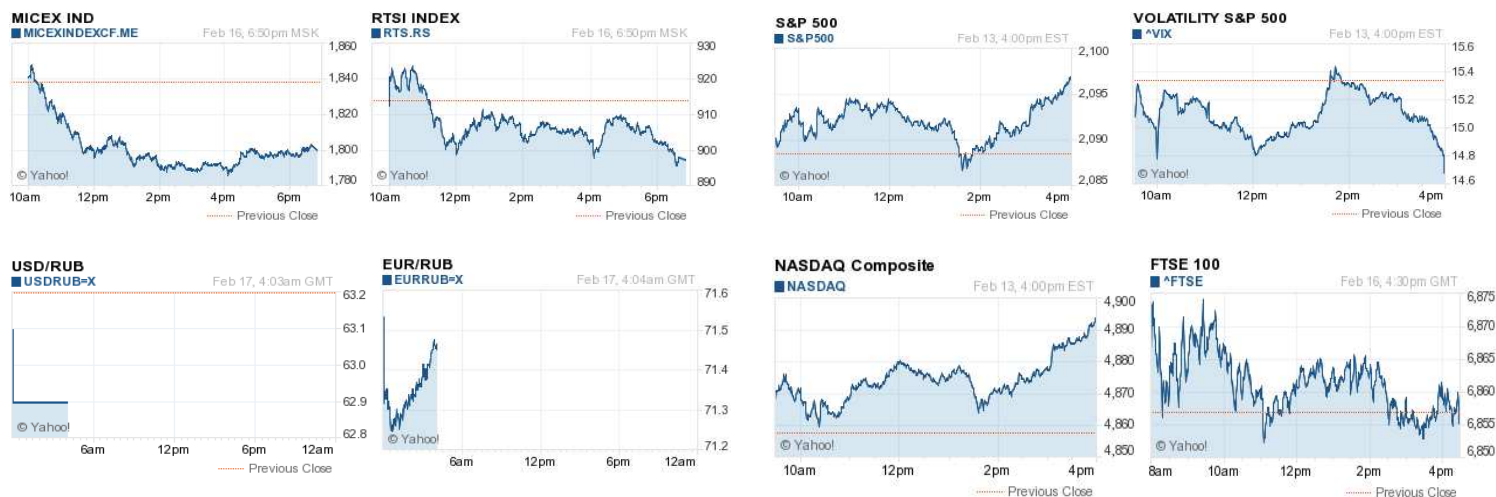 MICEX IND
MICEXINDEXCF.ME Feb 16, 6:50pm MSK
1,860
1,840
1,820
1,800
1,780
© Yahoo!
10am 12pm 2pm 4pm 6pm
Previous Close
RTSI INDEX
RTS.RS Feb 16, 6:50pm MSK
930
920
910
900
890
© Yahoo!
10am 12pm 2pm 4pm 6pm
Previous Close
S&P 500
S&P500 Feb 13, 4:00pm EST
2,100
2,095
2,090
2,085
© Yahoo!
10am 12pm 2pm 4pm
Previous Close
VOLATILITY S&P 500
^VIX Feb 13, 4:00pm EST
15.6
15.4
15.2
15.0
14.8
14.6
© Yahoo!
10am 12pm 2pm 4pm
Previous Close
USD/RUB
USDRUB=X Feb 17, 4:03am GMT
63.2
63.1
63.0
62.9
62.8
© Yahoo!
6am 12pm 6pm 12am
Previous Close
EUR/RUB
EURRUB=X Feb 17, 4:04am GMT
71.6
71.5
71.4
71.3
71.2
© Yahoo!
6am 12pm 6pm 12am
NASDAQ Composite
NASDAQ Feb 13, 4:00pm EST
4,900
4,890
4,880
4,870
4,860
4,850
© Yahoo!
10am 12pm 2pm 4pm
Previous Close
FTSE 100
^FTSE Feb 16, 4:30pm GMT
6,875
6,870
6,865
6,860
6,855
6,850
© Yahoo!
8am 10am 12pm 2pm 4pm
Previous Close